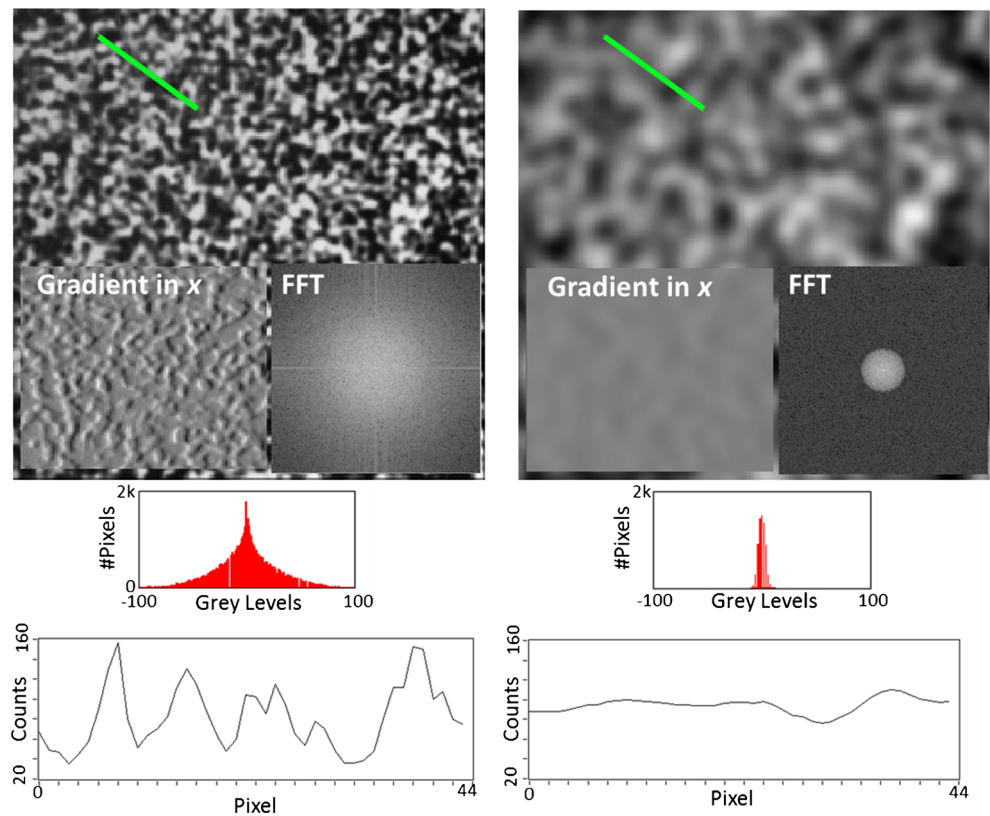 Gradient in x
FFT
Gradient in x
FFT
2k
#Pixels
0
-100
Grey Levels
100
2k
#Pixels
-100
Grey Levels
100
160
Counts
20
0
Pixel
44
160
Counts
20
0
Pixel
44